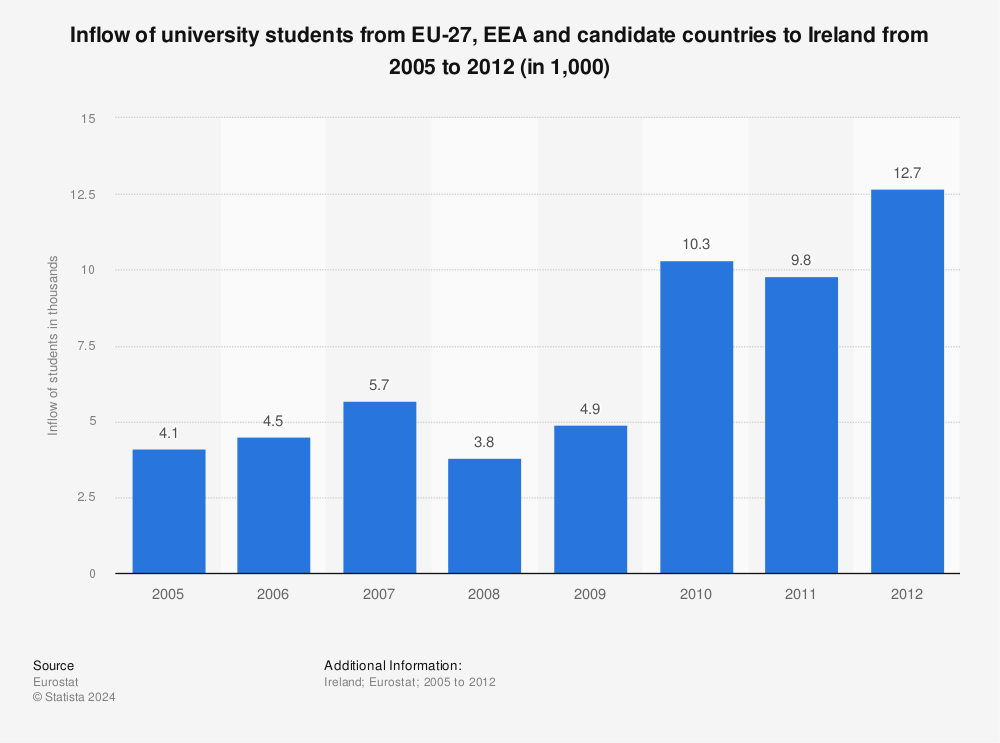 Inflow of university students from EU-27, EEA and candidate countries to Ireland from
2005 to 2012 (in 1,000)
Inflow of students in thousands
15
12.5
10
7.5
5
2.5
0
4.1
4.5
5.7
3.8
4.9
10.3
9.8
12.7
2005
2006
2007
2008
2009
2010
2011
2012
Source
Eurostat
© Statista 2024
Additional Information:
Ireland; Eurostat; 2005 to 2012